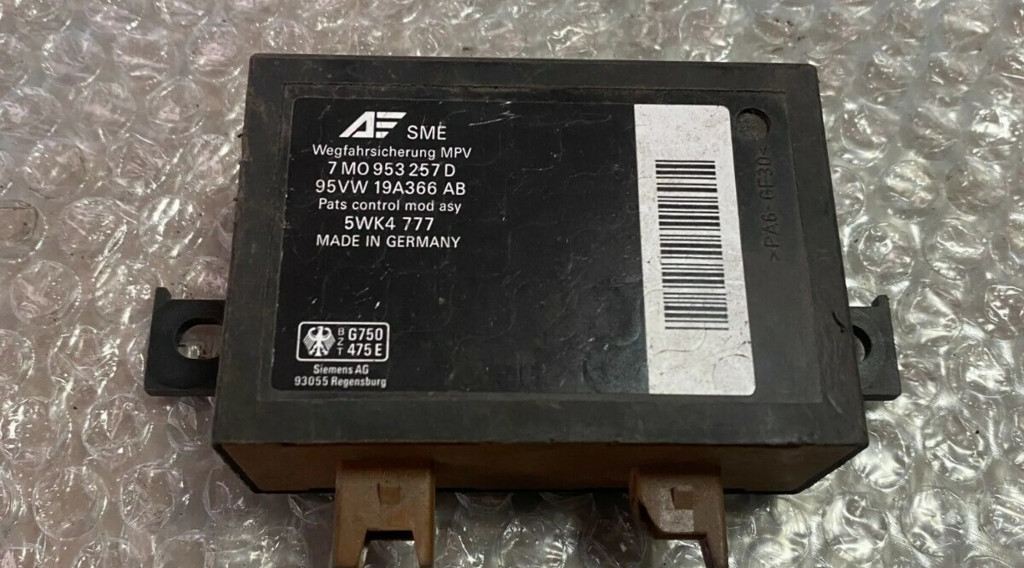 AF SME
Wegfahrsicherung MPV
7 M0 953 257 D
95VW 19A366 AB
Pats control mod asy
5WK4 777
MADE IN GERMANY
BZT G750
475 E
Siemens AG
93055 Regensburg
>PA6-GF30<